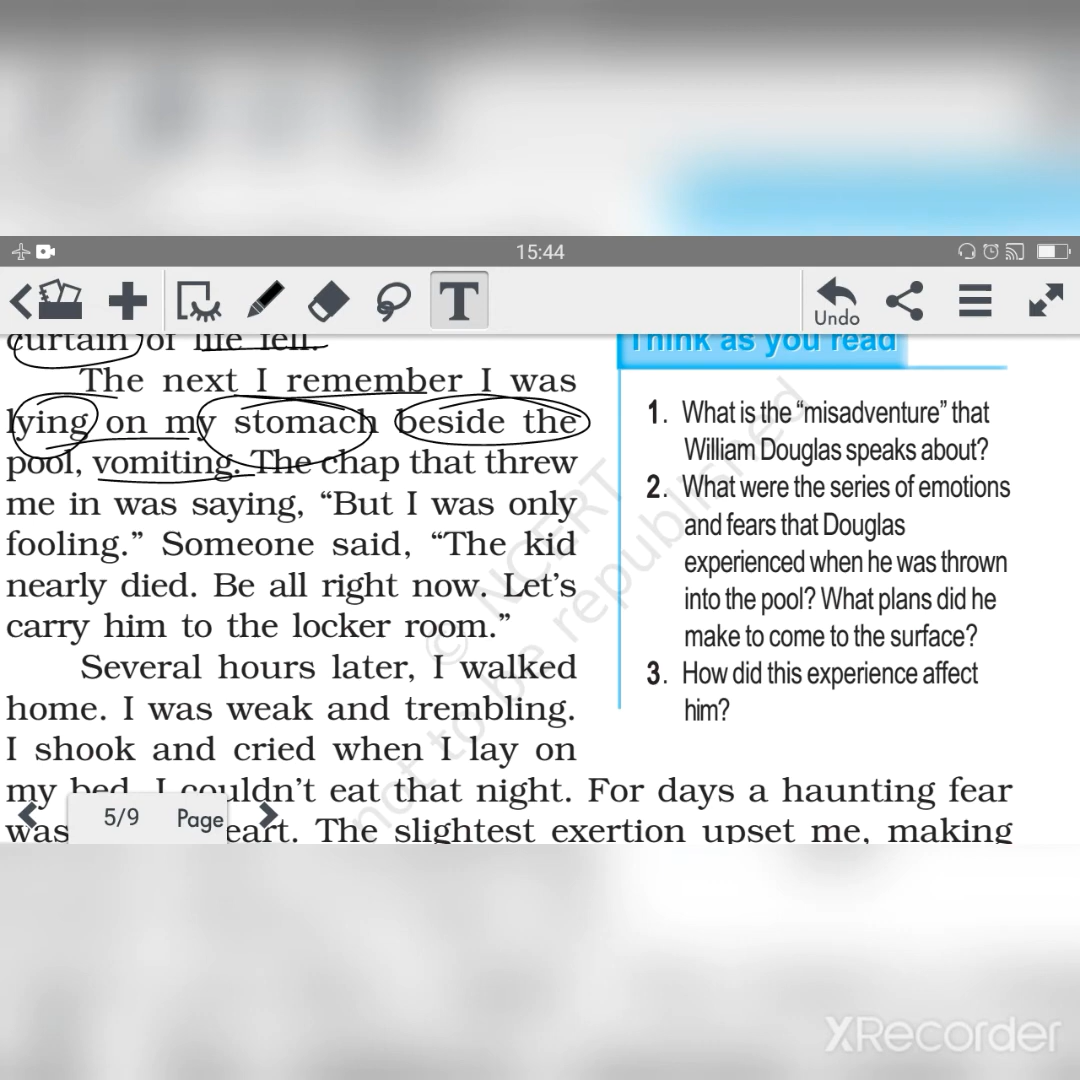 15:44
Undo
curtain of life fell.
The next I remember I was
lying on my stomach beside the
pool, vomiting. The chap that threw
me in was saying, “But I was only
fooling.” Someone said, “The kid
nearly died. Be all right now. Let’s
carry him to the locker room.”
Several hours later, I walked
home. I was weak and trembling.
I shook and cried when I lay on
my bed. I couldn’t eat that night. For days a haunting fear
was eart. The slightest exertion upset me, making
Think as you read
1. What is the “misadventure” that
William Douglas speaks about?
2. What were the series of emotions
and fears that Douglas
experienced when he was thrown
into the pool? What plans did he
make to come to the surface?
3. How did this experience affect
him?
© NCERT
not to be republished
5/9 Page
XRecorder